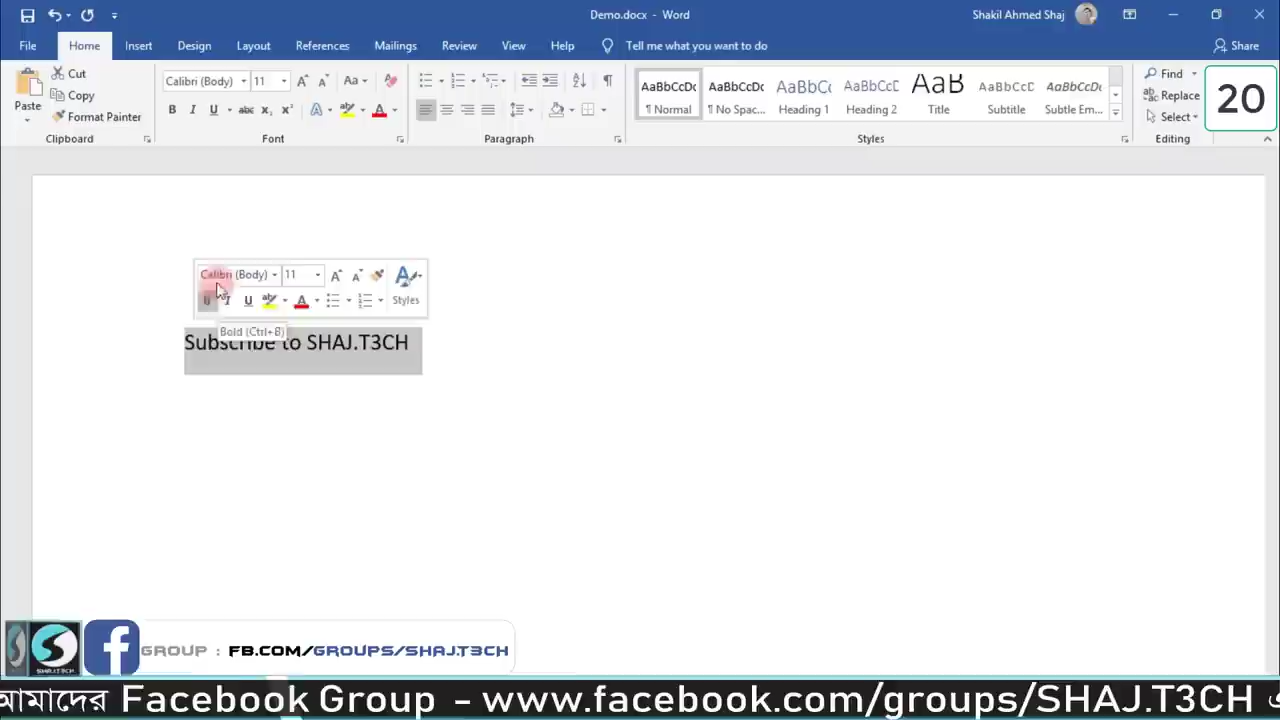 Demo.docx - Word
Shakil Ahmed Shaj
File Home Insert Design Layout References Mailings Review View Help Tell me what you want to do Share
Cut
Copy
Format Painter
Paste
Clipboard
Calibri (Body) 11
Font
Paragraph
AaBbCcDc AaBbCcDc AaBbCc AaBbCcD AaB AaBbCcC AaBbCcDc
¶ Normal ¶ No Spac... Heading 1 Heading 2 Title Subtitle Subtle Em...
Styles
Find
Replace
Select
Editing
20
Calibri (Body) 11
Styles
Bold (Ctrl+B)
Subscribe to SHAJ.T3CH
SHAJ.T3CH
GROUP : FB.COM/GROUPS/SHAJ.T3CH
আমাদের Facebook Group - www.facebook.com/groups/SHAJ.T3CH এ